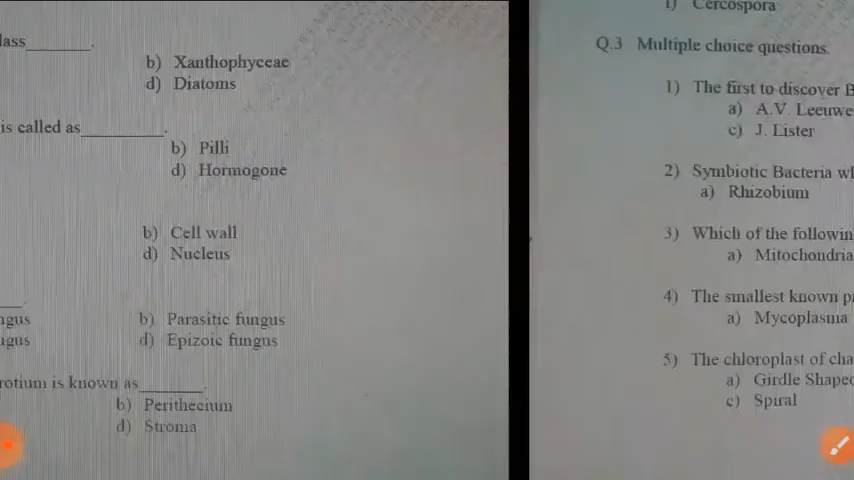 lass________.
b) Xanthophyceae
d) Diatoms
is called as__________.
b) Pilli
d) Hormogone
b) Cell wall
d) Nucleus
ngus
b) Parasitic fungus
d) Epizoic fungus
rotium is known as________.
b) Perithecium
d) Stroma
Cercospora
Q.3 Multiple choice questions.
1) The first to discover B
a) A.V. Leeuwe
c) J. Lister
2) Symbiotic Bacteria wh
a) Rhizobium
3) Which of the followin
a) Mitochondria
4) The smallest known p
a) Mycoplasma
5) The chloroplast of cha
a) Girdle Shaped
c) Spiral